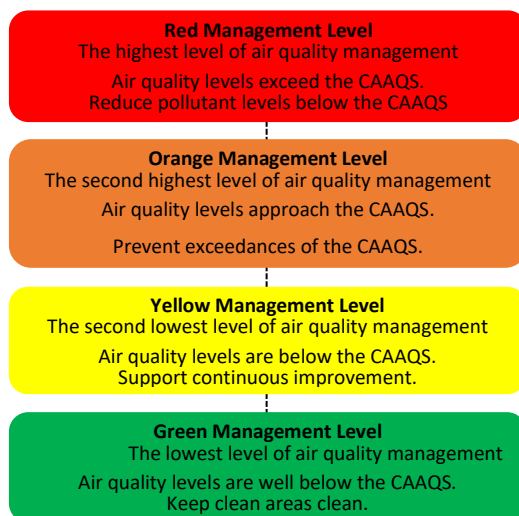 Red Management Level
The highest level of air quality management
Air quality levels exceed the CAAQS.
Reduce pollutant levels below the CAAQS
Orange Management Level
The second highest level of air quality management
Air quality levels approach the CAAQS.
Prevent exceedances of the CAAQS.
Yellow Management Level
The second lowest level of air quality management
Air quality levels are below the CAAQS.
Support continuous improvement.
Green Management Level
The lowest level of air quality management
Air quality levels are well below the CAAQS.
Keep clean areas clean.